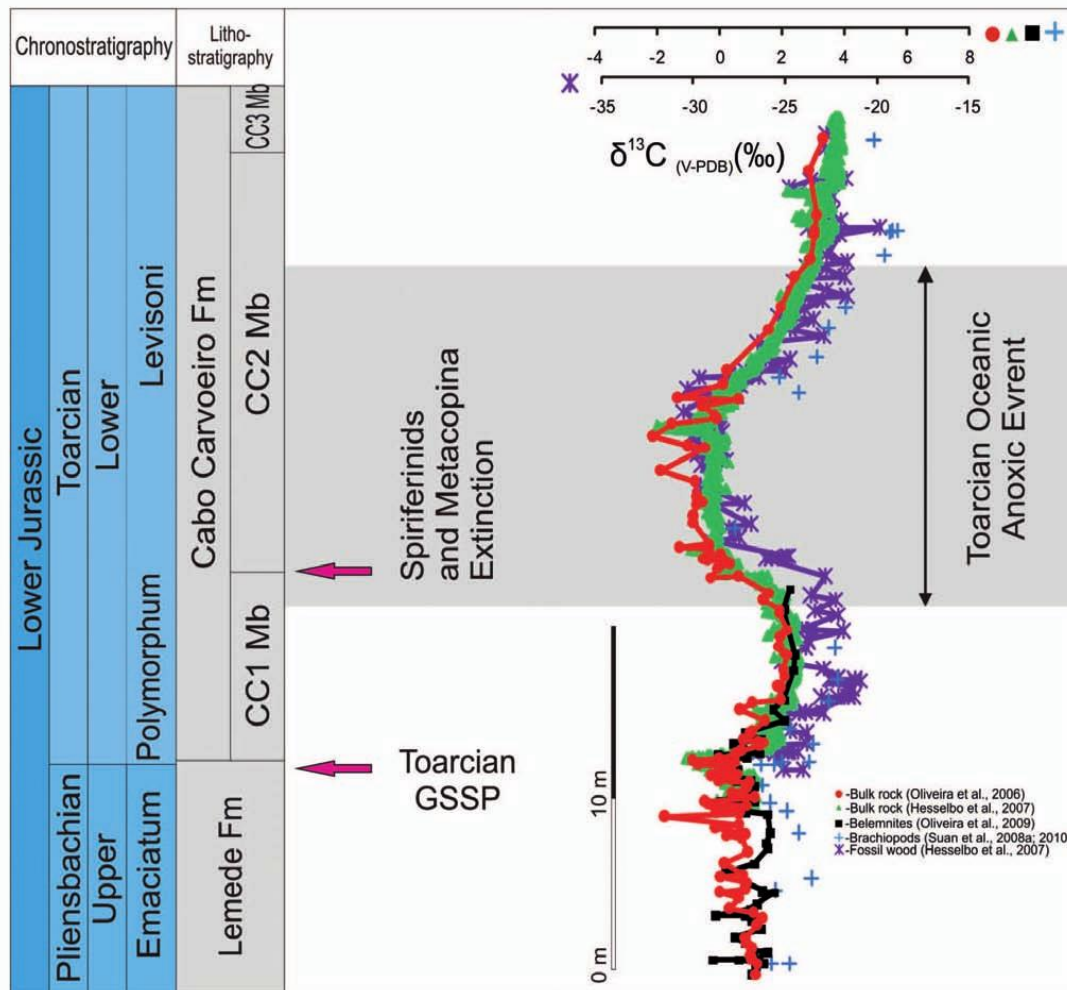 Chronostratigraphy
Litho-
stratigraphy
-4 -2 0 2 4 6 8
-35 -30 -25 -20 -15
δ¹³C (V-PDB)(‰)
Lower Jurassic
Toarcian
Lower
Levisoni
Polymorphum
Pliensbachian
Upper
Emaciatum
Cabo Carvoeiro Fm
CC3 Mb
CC2 Mb
CC1 Mb
Lemede Fm
Spiriferinids
and Metacopina
Extinction
Toarcian Oceanic
Anoxic Evrent
Toarcian
GSSP
10 m
0 m
-Bulk rock (Oliveira et al., 2006)
-Bulk rock (Hesselbo et al., 2007)
-Belemnites (Oliveira et al., 2009)
-Brachiopods (Suan et al., 2008a; 2010
-Fossil wood (Hesselbo et al., 2007)